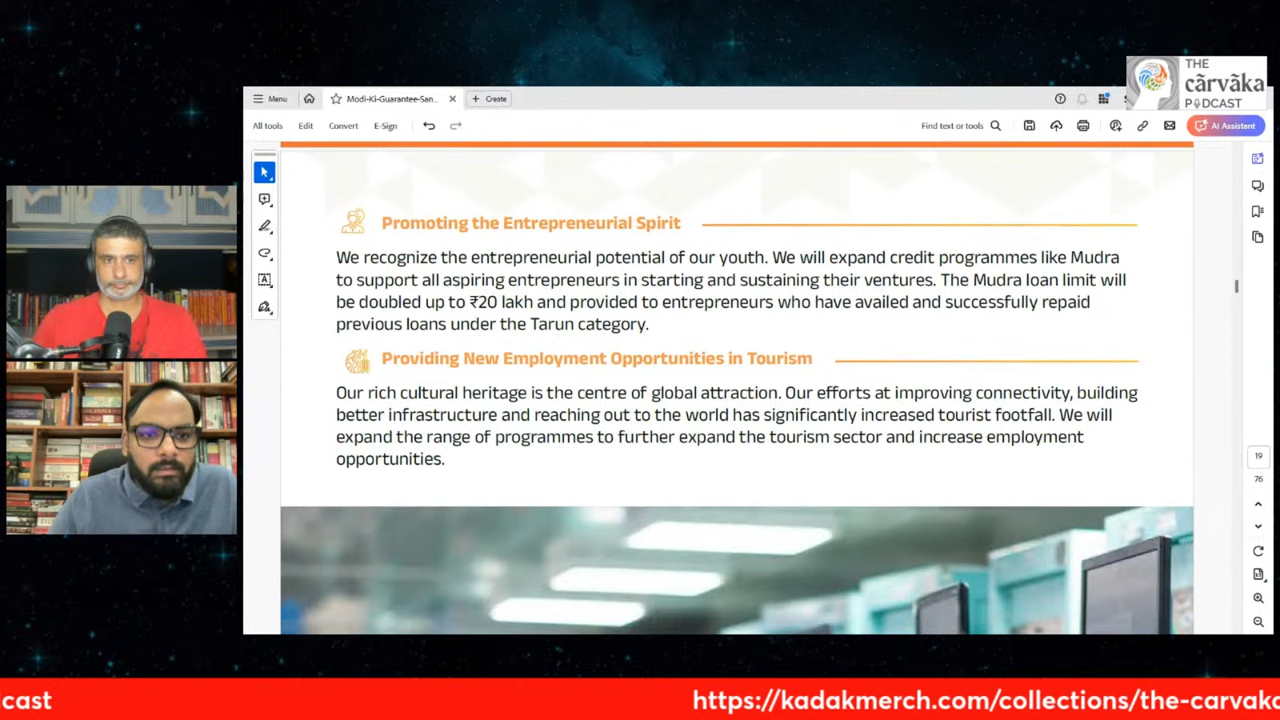 THE
cārvāka
PODCAST
Menu
Modi-Ki-Guarantee-San...
Create
All tools
Edit
Convert
E-Sign
Find text or tools
AI Assistant
Promoting the Entrepreneurial Spirit
We recognize the entrepreneurial potential of our youth. We will expand credit programmes like Mudra
to support all aspiring entrepreneurs in starting and sustaining their ventures. The Mudra loan limit will
be doubled up to ₹20 lakh and provided to entrepreneurs who have availed and successfully repaid
previous loans under the Tarun category.
Providing New Employment Opportunities in Tourism
Our rich cultural heritage is the centre of global attraction. Our efforts at improving connectivity, building
better infrastructure and reaching out to the world has significantly increased tourist footfall. We will
expand the range of programmes to further expand the tourism sector and increase employment
opportunities.
19
76
dcast
https://kadakmerch.com/collections/the-carvaka